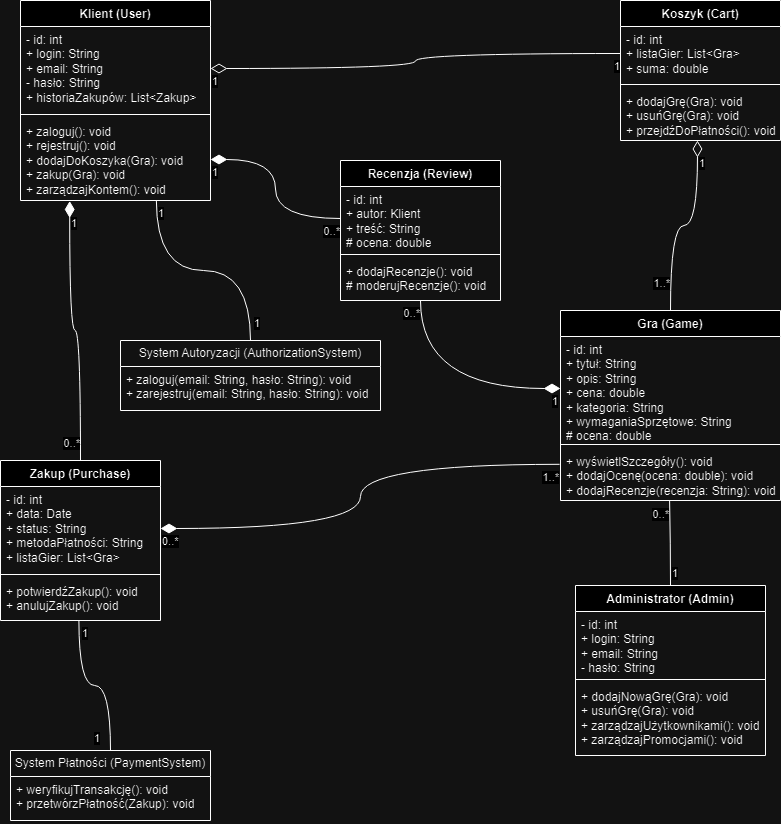 Klient (User)
- id: int
+ login: String
+ email: String
- hasło: String
+ historiaZakupów: List<Zakup>
+ zaloguj(): void
+ rejestruj(): void
+ dodajDoKoszyka(Gra): void
+ zakup(Gra): void
+ zarządzajKontem(): void
1
1
1
1
Koszyk (Cart)
- id: int
+ listaGier: List<Gra>
+ suma: double
+ dodajGrę(Gra): void
+ usuńGrę(Gra): void
+ przejdźDoPłatności(): void
1
1
1..*
Recenzja (Review)
- id: int
+ autor: Klient
+ treść: String
# ocena: double
+ dodajRecenzje(): void
# moderujRecenzje(): void
0..*
0..*
System Autoryzacji (AuthorizationSystem)
+ zaloguj(email: String, hasło: String): void
+ zarejestruj(email: String, hasło: String): void
1
Gra (Game)
- id: int
+ tytuł: String
+ opis: String
+ cena: double
+ kategoria: String
+ wymaganiaSprzętowe: String
# ocena: double
+ wyświetlSzczegóły(): void
+ dodajOcenę(ocena: double): void
+ dodajRecenzje(recenzja: String): void
1
1..*
0..*
Zakup (Purchase)
- id: int
+ data: Date
+ status: String
+ metodaPłatności: String
+ listaGier: List<Gra>
+ potwierdźZakup(): void
+ anulujZakup(): void
0..*
0..*
1
Administrator (Admin)
- id: int
+ login: String
+ email: String
- hasło: String
+ dodajNowąGrę(Gra): void
+ usuńGrę(Gra): void
+ zarządzajUżytkownikami(): void
+ zarządzajPromocjami(): void
1
System Płatności (PaymentSystem)
+ weryfikujTransakcję(): void
+ przetwórzPłatność(Zakup): void
1